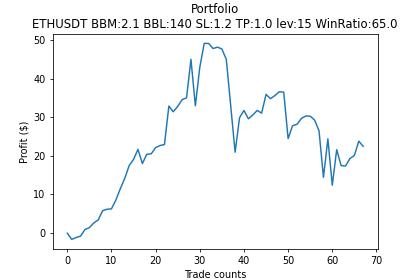 Portfolio
ETHUSDT BBM:2.1 BBL:140 SL:1.2 TP:1.0 lev:15 WinRatio:65.0
50
40
30
20
10
0
Profit ($)
0 10 20 30 40 50 60 70
Trade counts